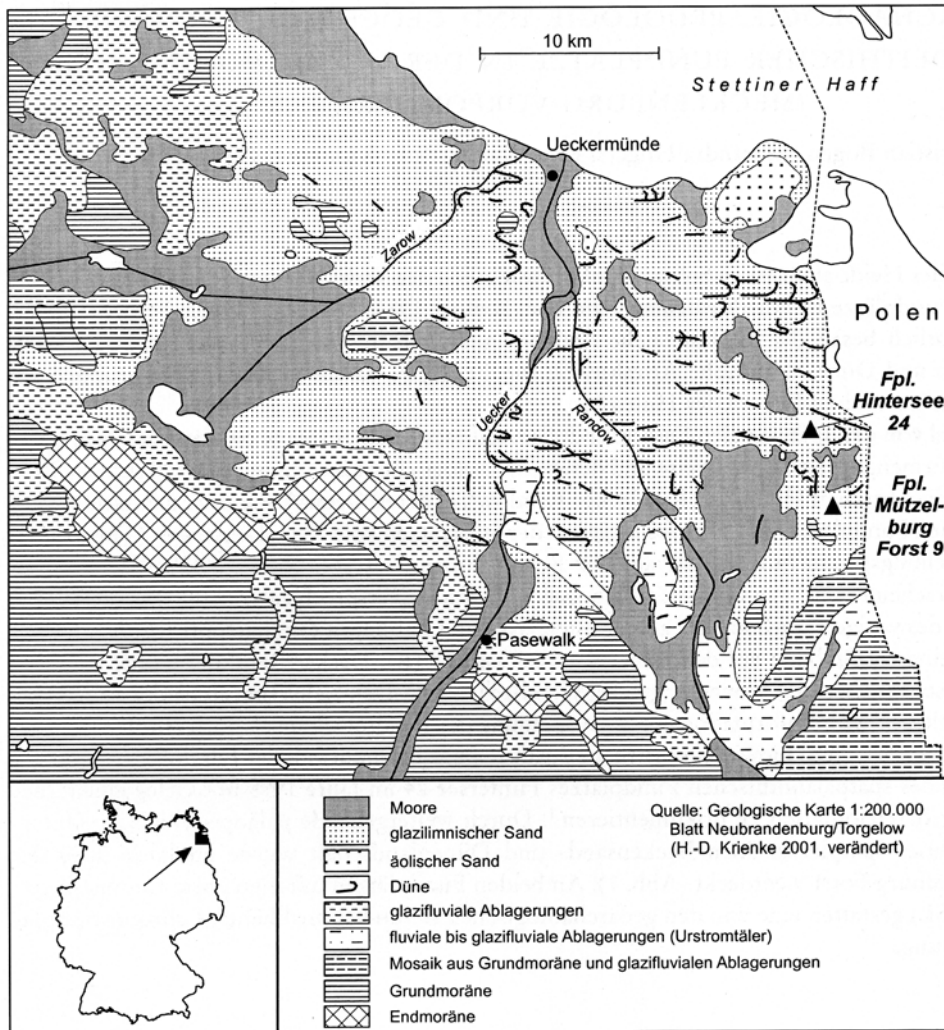 10 km
Stettiner Haff
Ueckermünde
Zarow
Polen
Fpl.
Hintersee
24
Uecker
Randow
Fpl.
Mützel-
burg
Forst 9
Pasewalk
Moore
glazilimnischer Sand
äolischer Sand
Düne
glazifluviale Ablagerungen
fluviale bis glazifluviale Ablagerungen (Urstromtäler)
Mosaik aus Grundmoräne und glazifluvialen Ablagerungen
Grundmoräne
Endmoräne
Quelle: Geologische Karte 1:200.000
Blatt Neubrandenburg/Torgelow
(H.-D. Krienke 2001, verändert)